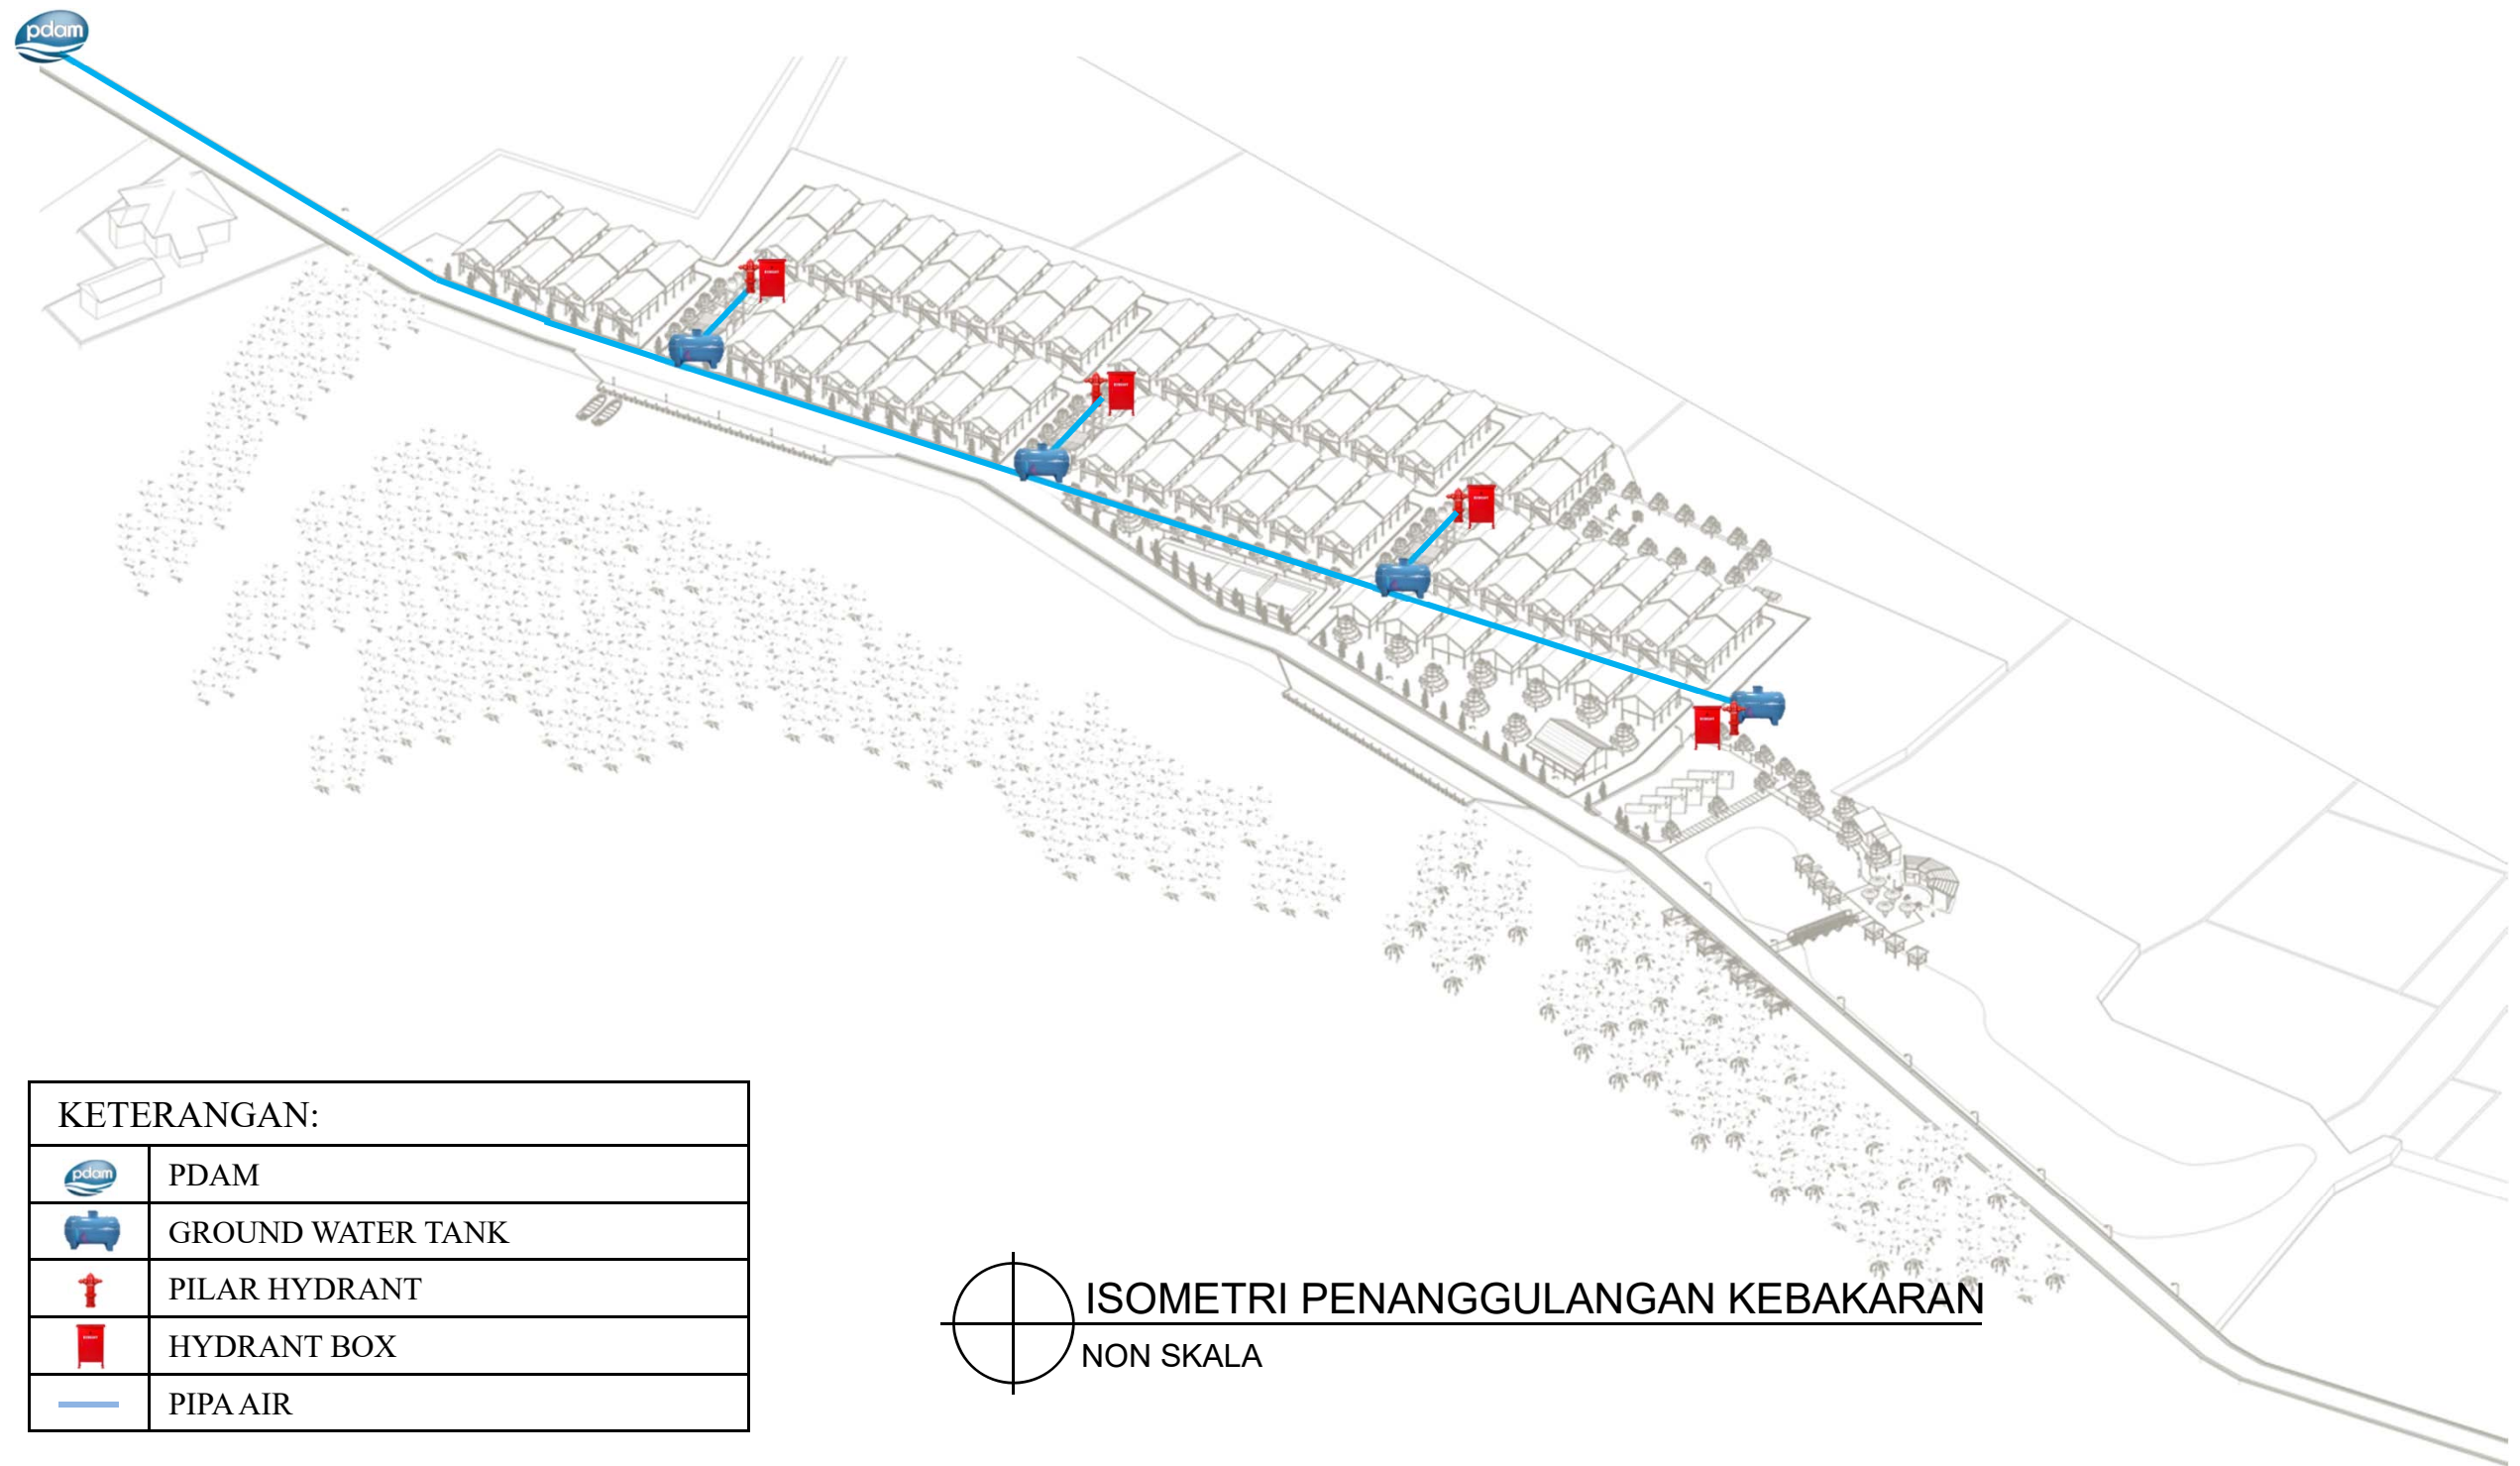 pdam
KETERANGAN:
pdam
PDAM
GROUND WATER TANK
PILAR HYDRANT
HYDRANT BOX
PIPA AIR
ISOMETRI PENANGGULANGAN KEBAKARAN
NON SKALA